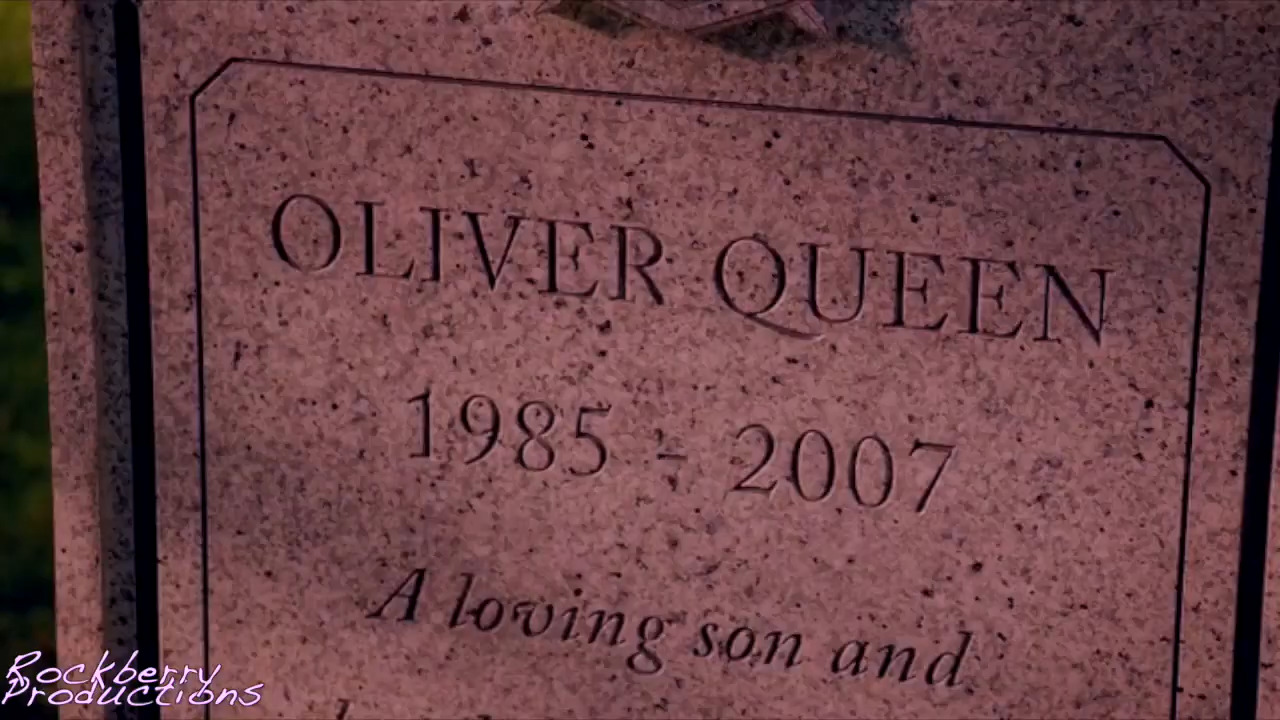 OLIVER QUEEN
1985 - 2007
A loving son and
Rockberry
Productions